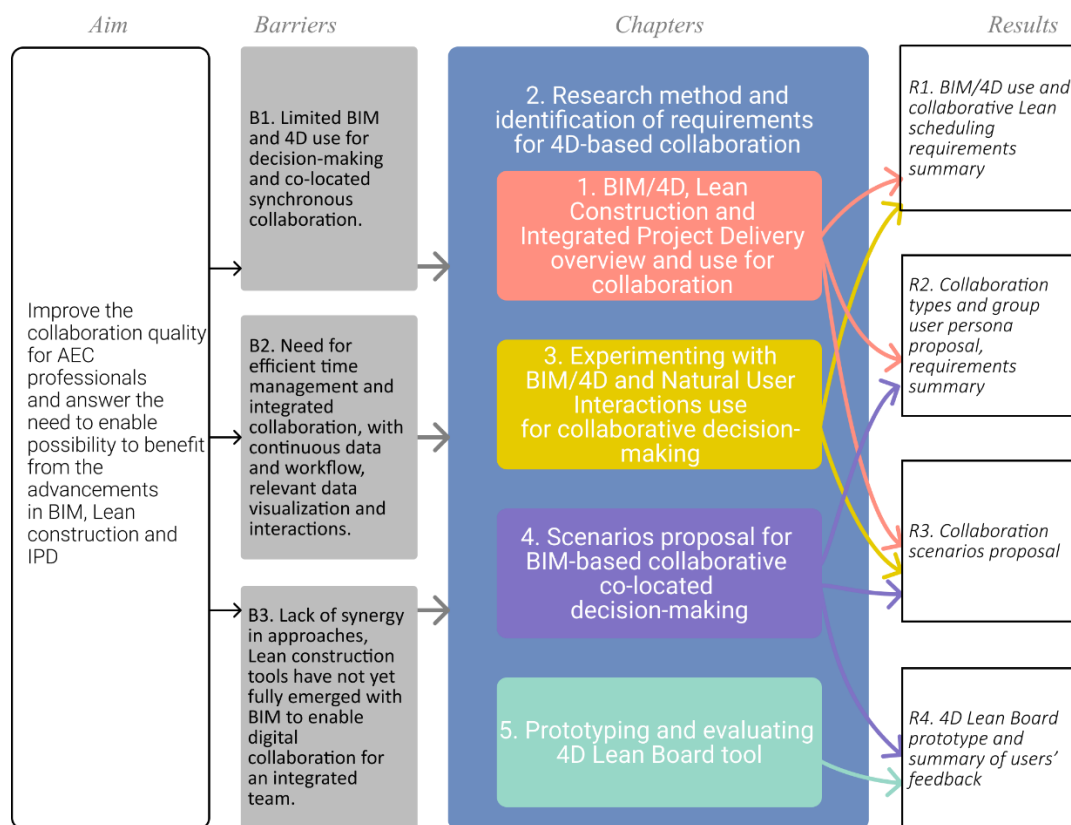 Aim
Barriers
Chapters
Results
Improve the
collaboration quality
for AEC
professionals
and answer the
need to enable
possibility to benefit
from the
advancements
in BIM, Lean
construction and
IPD
B1. Limited BIM
and 4D use for
decision-making
and co-located
synchronous
collaboration.
B2. Need for
efficient time
management and
integrated
collaboration, with
continuous data
and workflow,
relevant data
visualization and
interactions.
B3. Lack of synergy
in approaches,
Lean construction
tools have not yet
fully emerged with
BIM to enable
digital
collaboration for
an integrated
team.
2. Research method and
identification of requirements
for 4D-based collaboration
1. BIM/4D, Lean
Construction and
Integrated Project Delivery
overview and use for
collaboration
3. Experimenting with
BIM/4D and Natural User
Interactions use
for collaborative decision-
making
4. Scenarios proposal for
BIM-based collaborative
co-located
decision-making
5. Prototyping and evaluating
4D Lean Board tool
R1. BIM/4D use and
collaborative Lean
scheduling
requirements
summary
R2. Collaboration
types and group
user persona
proposal,
requirements
summary
R3. Collaboration
scenarios proposal
R4. 4D Lean Board
prototype and
summary of users’
feedback